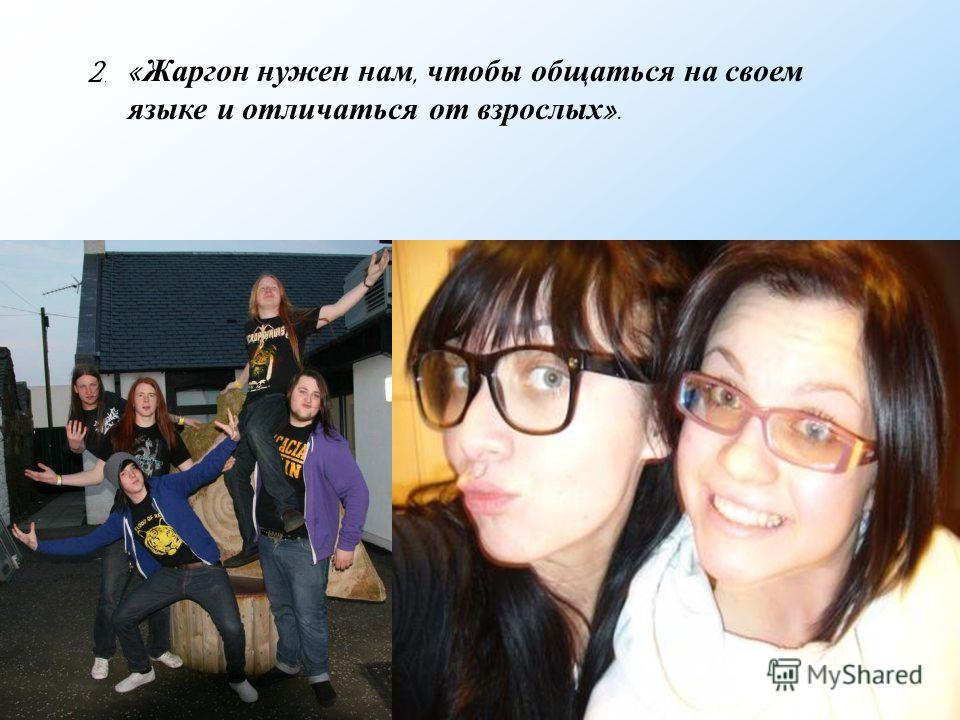 2. «Жаргон нужен нам, чтобы общаться на своем
языке и отличаться от взрослых».
MyShared